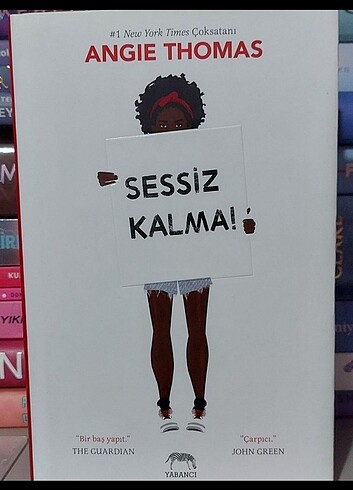 #1 New York Times Çoksatanı
ANGIE THOMAS
SESSİZ
KALMA!
"Bir baş yapıt."
THE GUARDIAN
"Çarpıcı."
JOHN GREEN
YABANCI